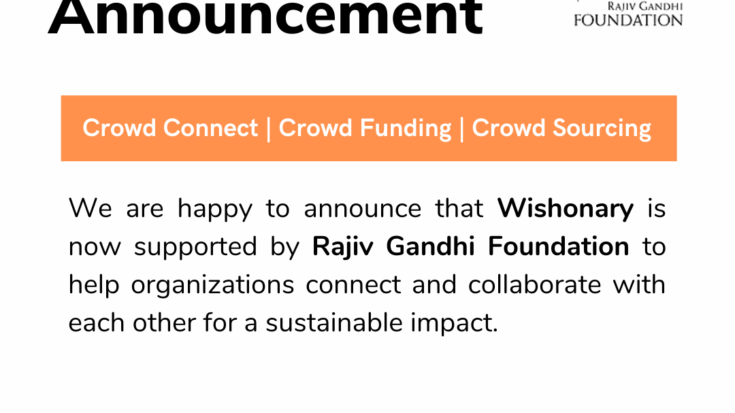 Announcement
RAJIV GANDHI
FOUNDATION
Crowd Connect | Crowd Funding | Crowd Sourcing
We are happy to announce that Wishonary is
now supported by Rajiv Gandhi Foundation to
help organizations connect and collaborate with
each other for a sustainable impact.